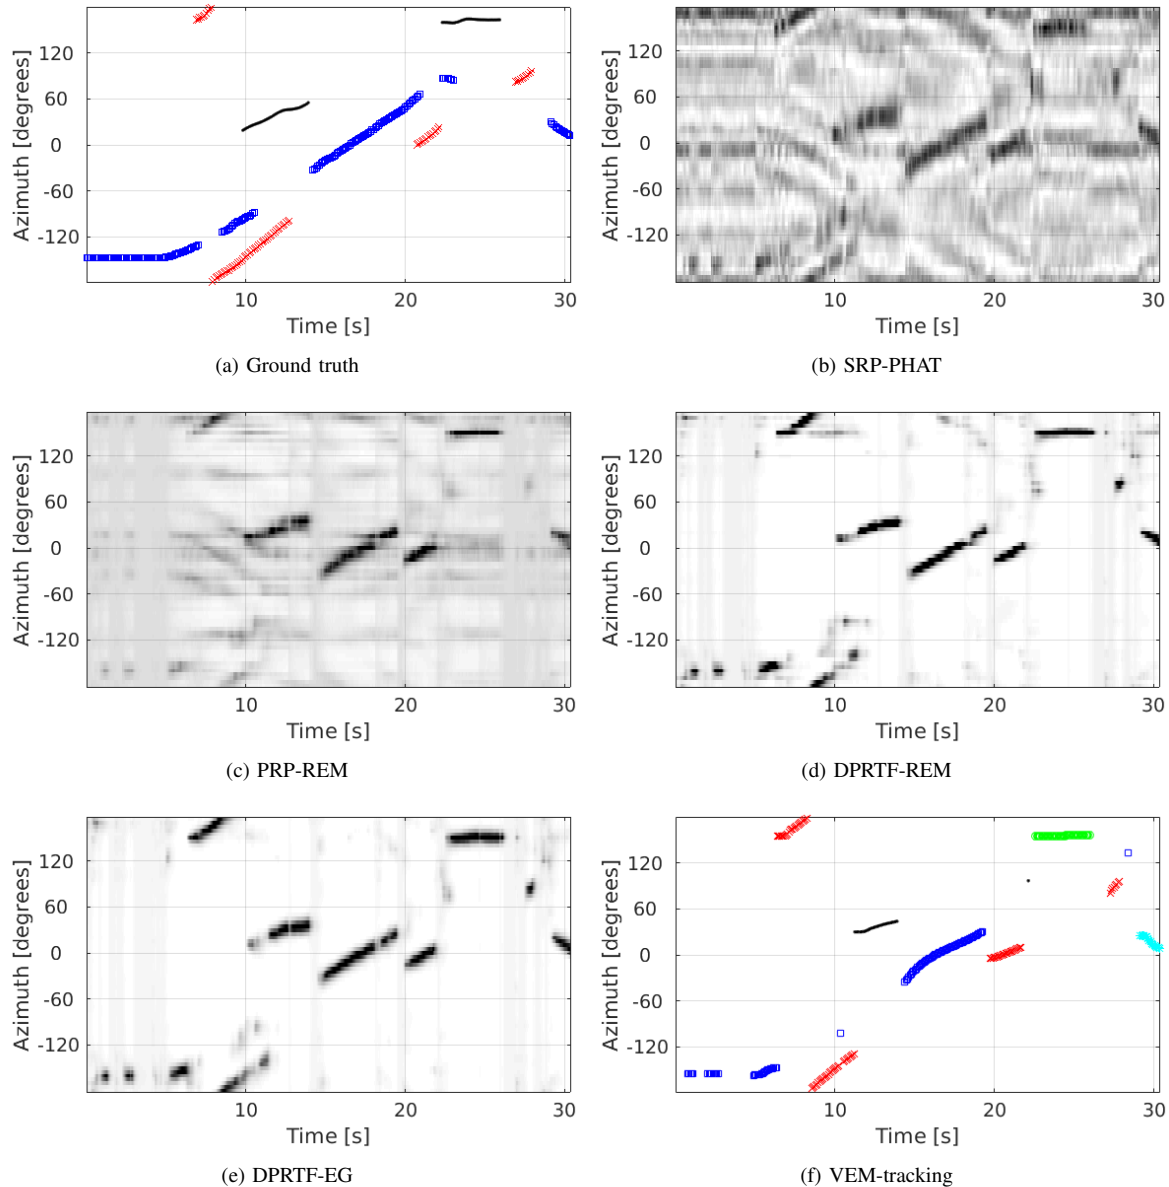 Azimuth [degrees]
120
60
0
-60
-120
10
20
30
Time [s]
(a) Ground truth
Azimuth [degrees]
120
60
0
-60
-120
10
20
30
Time [s]
(b) SRP-PHAT
Azimuth [degrees]
120
60
0
-60
-120
10
20
30
Time [s]
(c) PRP-REM
Azimuth [degrees]
120
60
0
-60
-120
10
20
30
Time [s]
(d) DPRTF-REM
Azimuth [degrees]
120
60
0
-60
-120
10
20
30
Time [s]
(e) DPRTF-EG
Azimuth [degrees]
120
60
0
-60
-120
10
20
30
Time [s]
(f) VEM-tracking